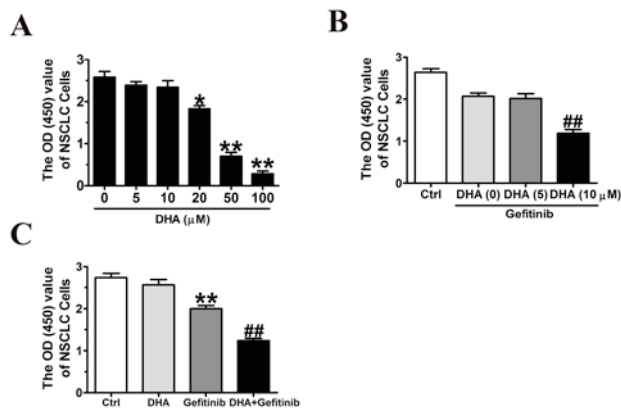 A
The OD (450) value
of NSCLC Cells
3
2
1
0
*
**
**
0 5 10 20 50 100
DHA (μM)
B
The OD (450) value
of NSCLC Cells
3
2
1
0
##
Ctrl DHA (0) DHA (5) DHA (10 μM)
Gefitinib
C
The OD (450) value
of NSCLC Cells
3
2
1
0
**
##
Ctrl DHA Gefitinib DHA+Gefitinib